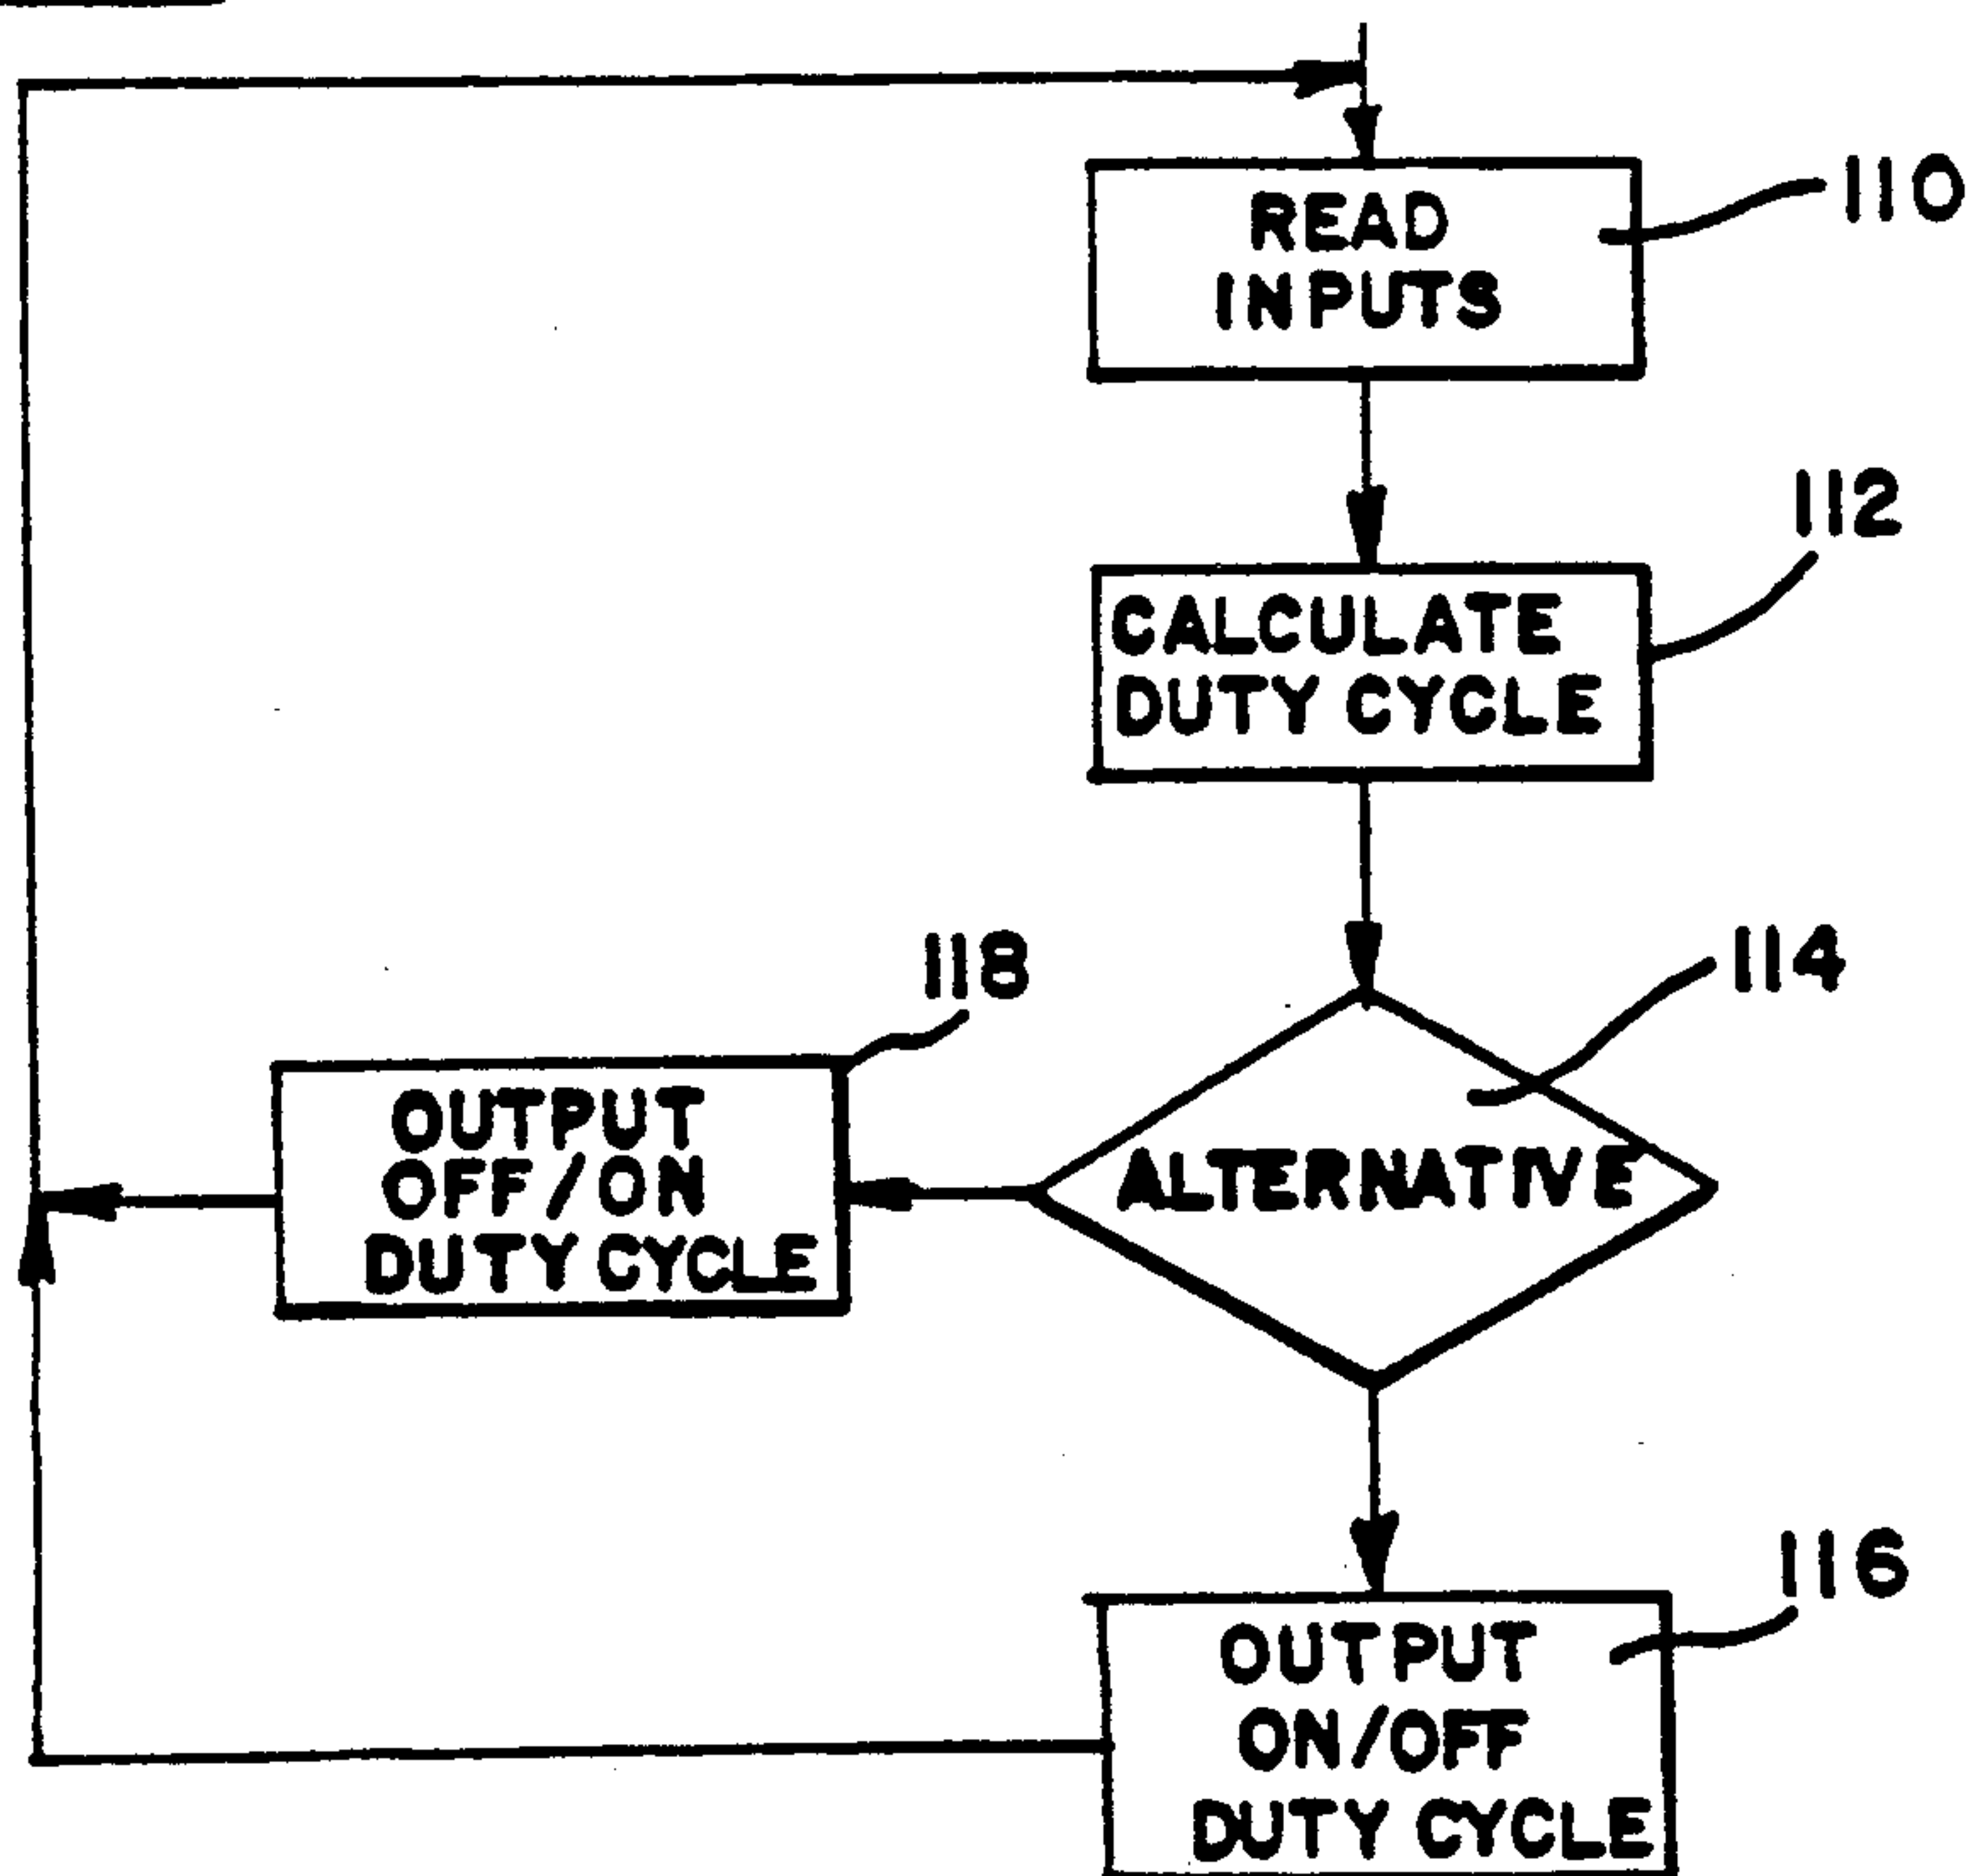 READ
INPUTS
110
CALCULATE
DUTY CYCLE
112
ALTERNATIVE
114
OUTPUT
OFF/ON
DUTY CYCLE
118
OUTPUT
ON/OFF
DUTY CYCLE
116